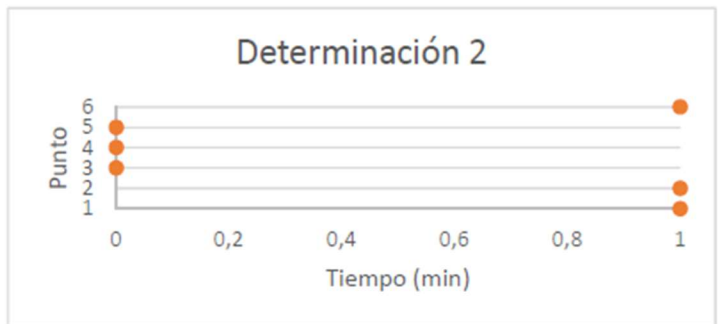 Determinación 2
Punto
6
5
4
3
2
1
0 0,2 0,4 0,6 0,8 1
Tiempo (min)